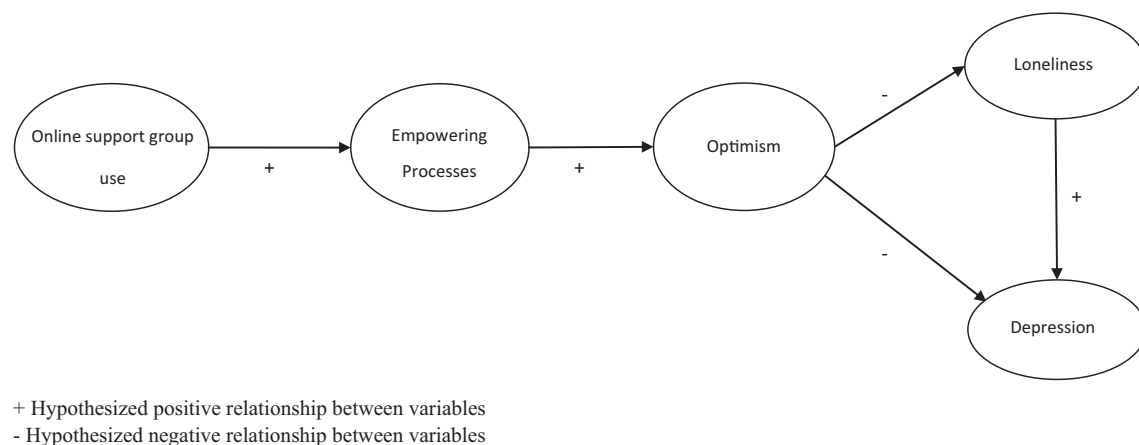 Online support group
use
+
Empowering
Processes
+
Optimism
-
Loneliness
-
+
Depression
+ Hypothesized positive relationship between variables
- Hypothesized negative relationship between variables